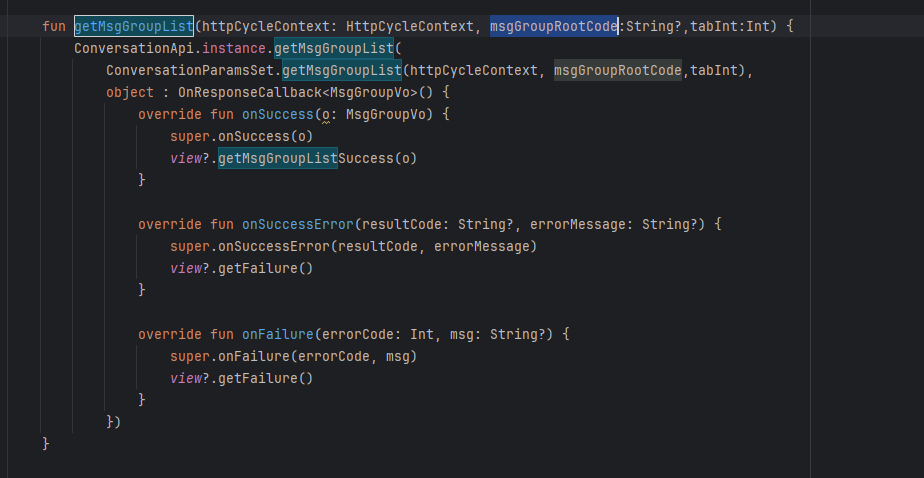 fun getMsgGroupList(httpCycleContext: HttpCycleContext, msgGroupRootCode:String?,tabInt:Int) {
    ConversationApi.instance.getMsgGroupList(
        ConversationParamsSet.getMsgGroupList(httpCycleContext, msgGroupRootCode,tabInt),
        object : OnResponseCallback<MsgGroupVo>() {
            override fun onSuccess(o: MsgGroupVo) {
                super.onSuccess(o)
                view?.getMsgGroupListSuccess(o)
            }

            override fun onSuccessError(resultCode: String?, errorMessage: String?) {
                super.onSuccessError(resultCode, errorMessage)
                view?.getFailure()
            }

            override fun onFailure(errorCode: Int, msg: String?) {
                super.onFailure(errorCode, msg)
                view?.getFailure()
            }
        })
}